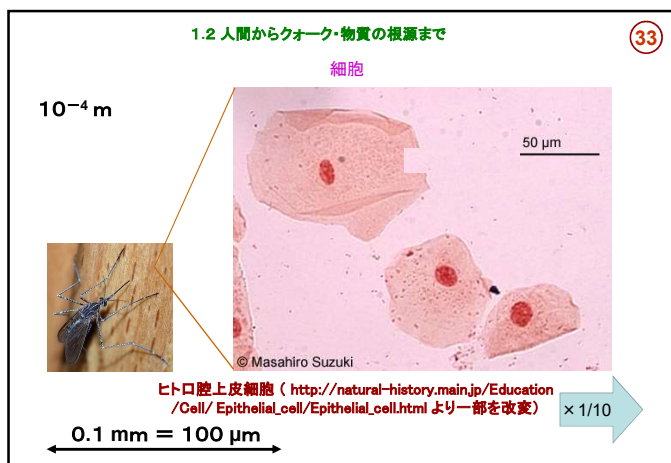 1.2 人間からクォーク・物質の根源まで
33
細胞
10⁻⁴ m
50 µm
© Masahiro Suzuki
ヒト口腔上皮細胞 ( http://natural-history.main.jp/Education
/Cell/ Epithelial_cell/Epithelial_cell.html より一部を改変)
× 1/10
0.1 mm = 100 µm